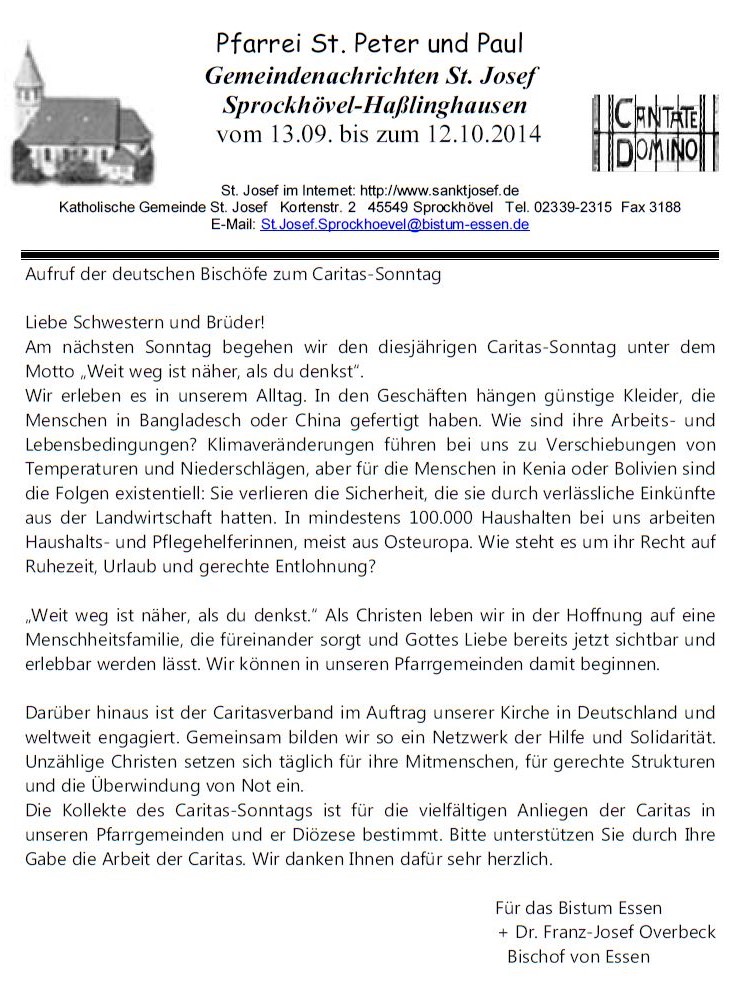 Pfarrei St. Peter und Paul
Gemeindenachrichten St. Josef
Sprockhövel-Haßlinghausen
vom 13.09. bis zum 12.10.2014
CANTATE
DOMINO
St. Josef im Internet: http://www.sanktjosef.de
Katholische Gemeinde St. Josef Kortenstr. 2 45549 Sprockhövel Tel. 02339-2315 Fax 3188
E-Mail: St.Josef.Sprockhoevel@bistum-essen.de
Aufruf der deutschen Bischöfe zum Caritas-Sonntag
Liebe Schwestern und Brüder!
Am nächsten Sonntag begehen wir den diesjährigen Caritas-Sonntag unter dem
Motto „Weit weg ist näher, als du denkst“.
Wir erleben es in unserem Alltag. In den Geschäften hängen günstige Kleider, die
Menschen in Bangladesch oder China gefertigt haben. Wie sind ihre Arbeits- und
Lebensbedingungen? Klimaveränderungen führen bei uns zu Verschiebungen von
Temperaturen und Niederschlägen, aber für die Menschen in Kenia oder Bolivien sind
die Folgen existentiell: Sie verlieren die Sicherheit, die sie durch verlässliche Einkünfte
aus der Landwirtschaft hatten. In mindestens 100.000 Haushalten bei uns arbeiten
Haushalts- und Pflegehelferinnen, meist aus Osteuropa. Wie steht es um ihr Recht auf
Ruhezeit, Urlaub und gerechte Entlohnung?
„Weit weg ist näher, als du denkst.“ Als Christen leben wir in der Hoffnung auf eine
Menschheitsfamilie, die füreinander sorgt und Gottes Liebe bereits jetzt sichtbar und
erlebbar werden lässt. Wir können in unseren Pfarrgemeinden damit beginnen.
Darüber hinaus ist der Caritasverband im Auftrag unserer Kirche in Deutschland und
weltweit engagiert. Gemeinsam bilden wir so ein Netzwerk der Hilfe und Solidarität.
Unzählige Christen setzen sich täglich für ihre Mitmenschen, für gerechte Strukturen
und die Überwindung von Not ein.
Die Kollekte des Caritas-Sonntags ist für die vielfältigen Anliegen der Caritas in
unseren Pfarrgemeinden und er Diözese bestimmt. Bitte unterstützen Sie durch Ihre
Gabe die Arbeit der Caritas. Wir danken Ihnen dafür sehr herzlich.
Für das Bistum Essen
+ Dr. Franz-Josef Overbeck
Bischof von Essen